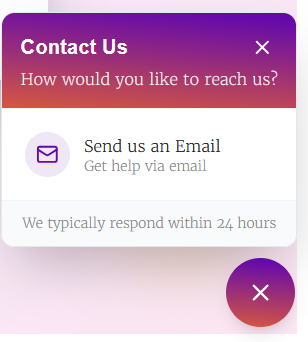 Contact Us
How would you like to reach us?
Send us an Email
Get help via email
We typically respond within 24 hours